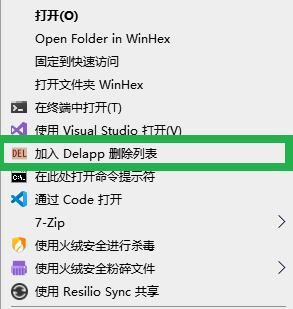 打开(O)
Open Folder in WinHex
固定到快速访问
打开文件夹 WinHex
在终端中打开(T)
使用 Visual Studio 打开(V)
DEL 加入 Delapp 删除列表
在此处打开命令提示符
通过 Code 打开
7-Zip
使用火绒安全进行杀毒
使用火绒安全粉碎文件
使用 Resilio Sync 共享